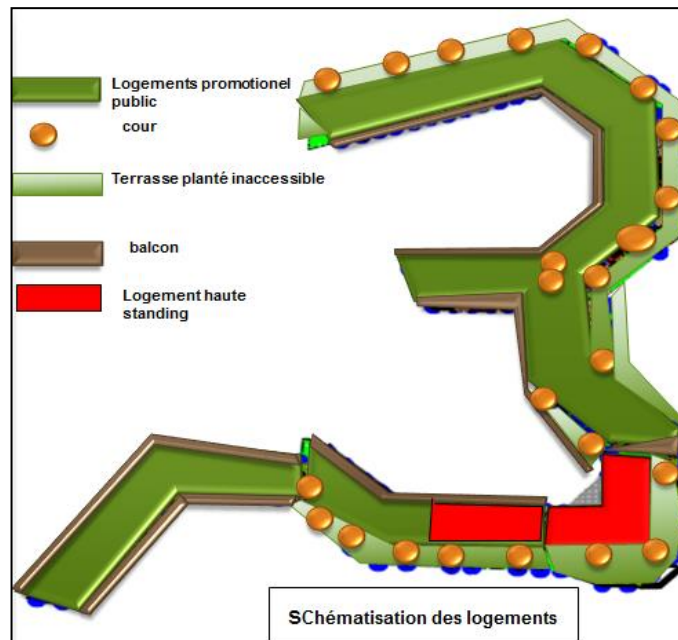 Logements promotionel
public
cour
Terrasse planté inaccessible
balcon
Logement haute
standing
SChématisation des logements